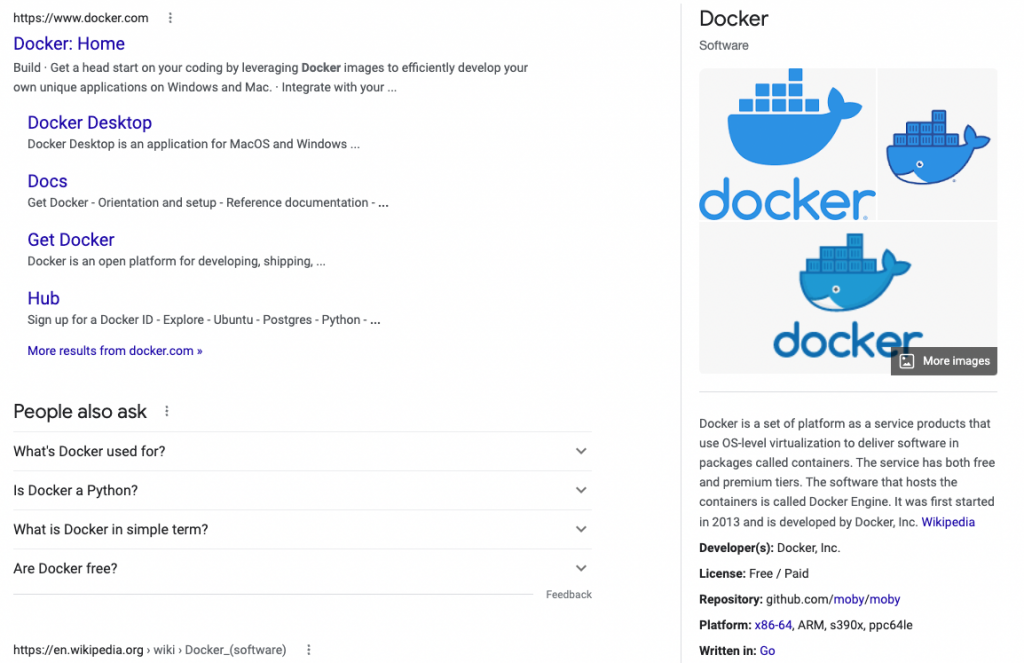 https://www.docker.com
Docker: Home
Build · Get a head start on your coding by leveraging Docker images to efficiently develop your
own unique applications on Windows and Mac. · Integrate with your ...
Docker Desktop
Docker Desktop is an application for MacOS and Windows ...
Docs
Get Docker - Orientation and setup - Reference documentation - ...
Get Docker
Docker is an open platform for developing, shipping, ...
Hub
Sign up for a Docker ID - Explore - Ubuntu - Postgres - Python - ...
More results from docker.com »
People also ask
What's Docker used for?
Is Docker a Python?
What is Docker in simple term?
Are Docker free?
Feedback
https://en.wikipedia.org › wiki › Docker_(software)
Docker
Software
docker
docker
More images
Docker is a set of platform as a service products that
use OS-level virtualization to deliver software in
packages called containers. The service has both free
and premium tiers. The software that hosts the
containers is called Docker Engine. It was first started
in 2013 and is developed by Docker, Inc. Wikipedia
Developer(s): Docker, Inc.
License: Free / Paid
Repository: github.com/moby/moby
Platform: x86-64, ARM, s390x, ppc64le
Written in: Go